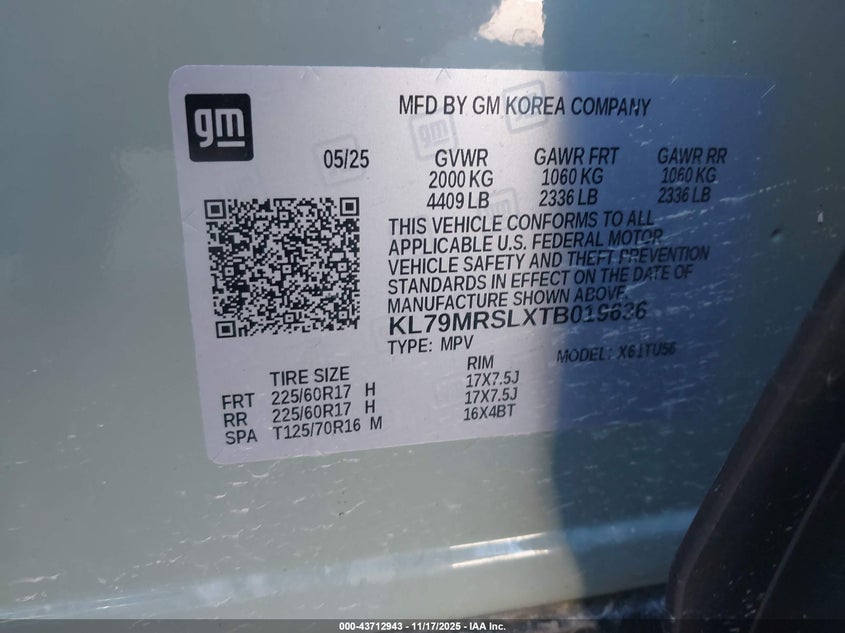 gm
MFD BY GM KOREA COMPANY
05/25 GVWR GAWR FRT GAWR RR
2000 KG 1060 KG 1060 KG
4409 LB 2336 LB 2336 LB
THIS VEHICLE CONFORMS TO ALL
APPLICABLE U.S. FEDERAL MOTOR
VEHICLE SAFETY AND THEFT PREVENTION
STANDARDS IN EFFECT ON THE DATE OF
MANUFACTURE SHOWN ABOVE.
KL79MRSLXTB019636
TYPE: MPV MODEL: X61TU56
TIRE SIZE RIM
FRT 225/60R17 H 17X7.5J
RR 225/60R17 H 17X7.5J
SPA T125/70R16 M 16X4BT
000-43712943 - 11/17/2025 - IAA Inc.